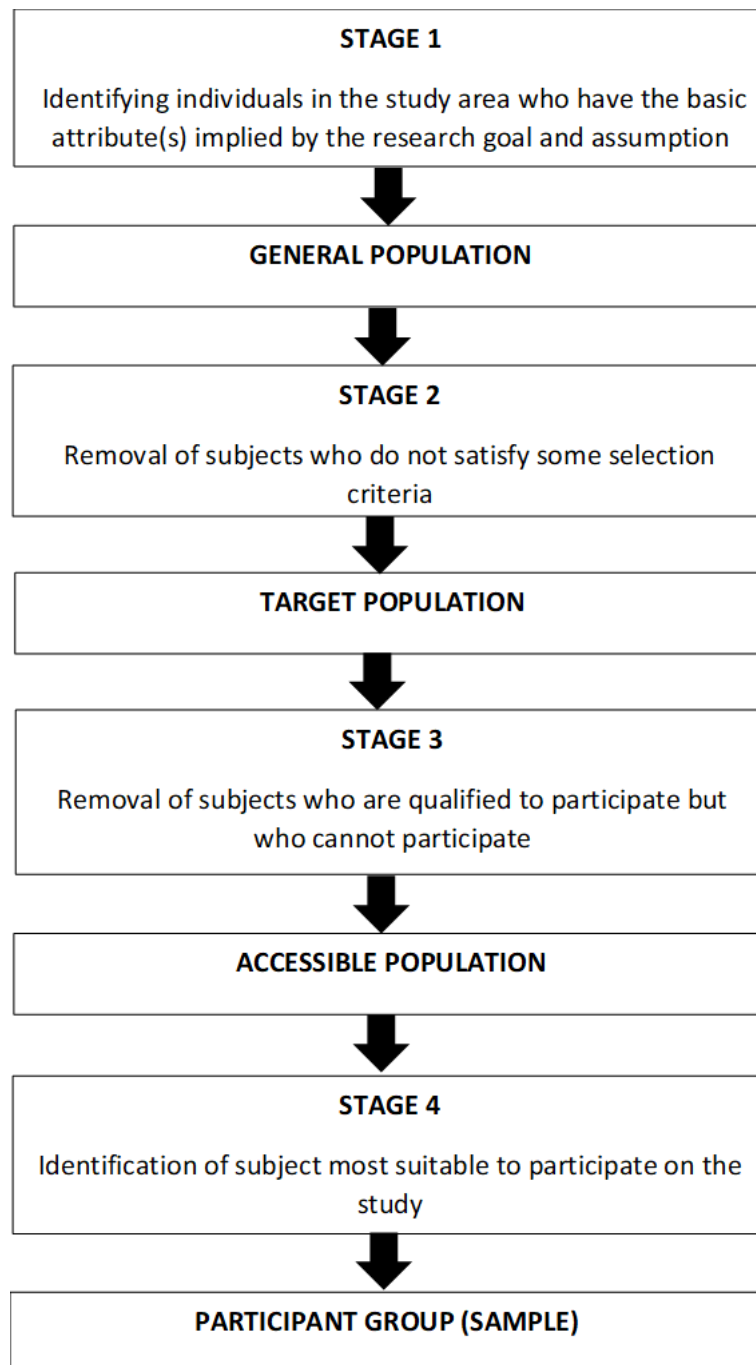 STAGE 1
Identifying individuals in the study area who have the basic
attribute(s) implied by the research goal and assumption
GENERAL POPULATION
STAGE 2
Removal of subjects who do not satisfy some selection
criteria
TARGET POPULATION
STAGE 3
Removal of subjects who are qualified to participate but
who cannot participate
ACCESSIBLE POPULATION
STAGE 4
Identification of subject most suitable to participate on the
study
PARTICIPANT GROUP (SAMPLE)